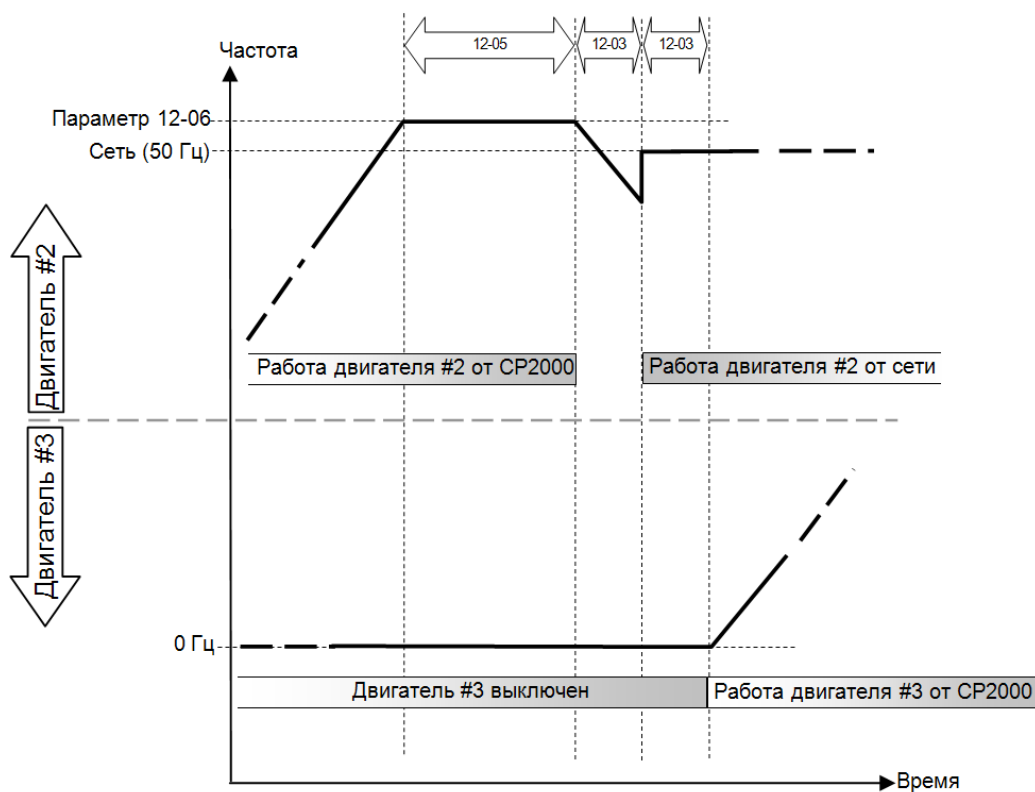 12-05
12-03
12-03
Частота
Параметр 12-06
Сеть (50 Гц)
Двигатель #2
Работа двигателя #2 от CP2000
Работа двигателя #2 от сети
Двигатель #3
0 Гц
Двигатель #3 выключен
Работа двигателя #3 от CP2000
Время